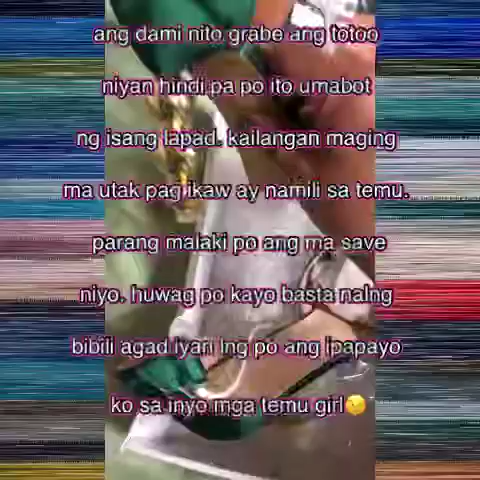 ang dami nito grabe ang totoo
niyan hindi pa po ito umabot
ng isang lapad. kailangan maging
ma utak pag ikaw ay namili sa temu.
parang malaki po ang ma save
niyo. huwag po kayo basta nalng
bibili agad iyan lng po ang ipapayo
ko sa inyo mga temu girl😉